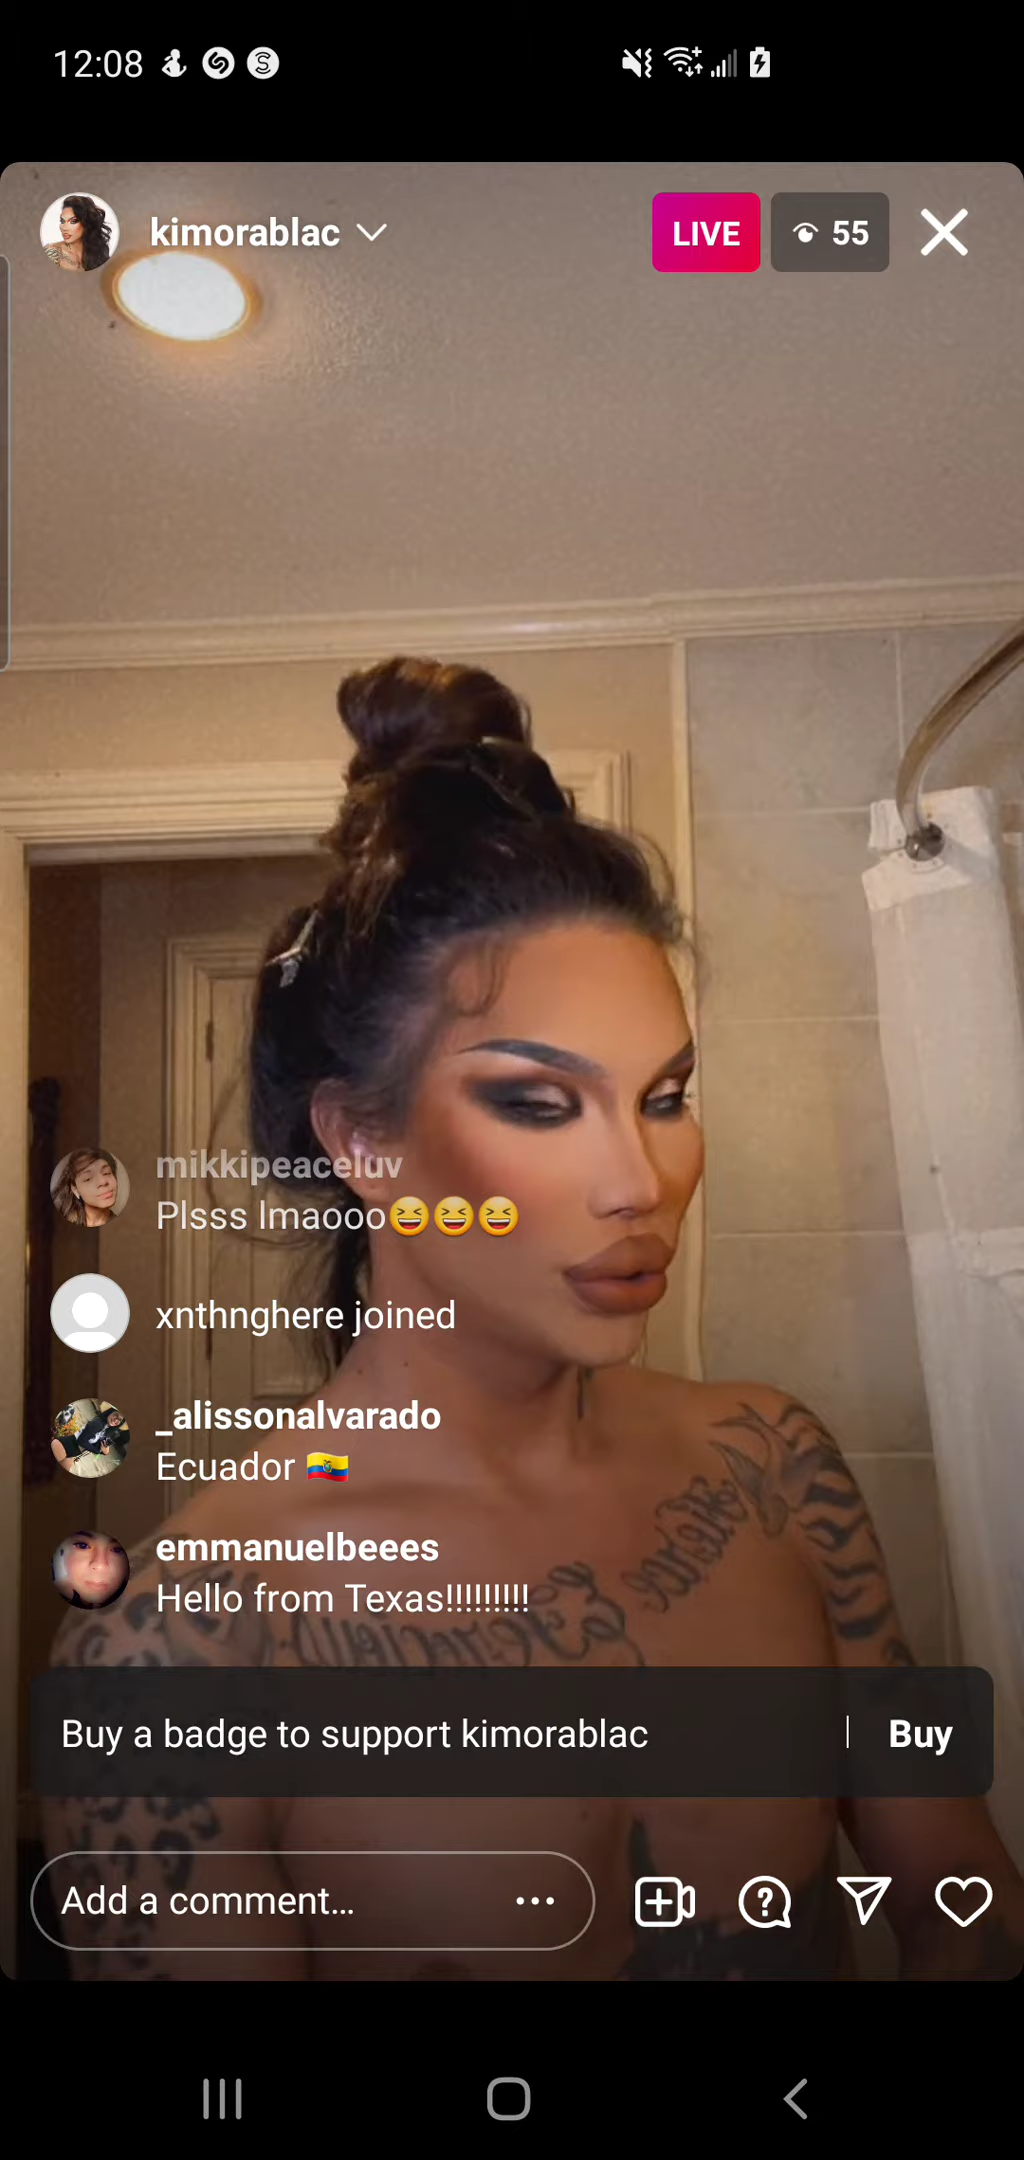 12:08
kimorablac
LIVE
55
mikkipeaceluv
Plsss lmaooo😆😆😆
xnthnghere joined
_alissonalvarado
Ecuador 🇪🇨
emmanuelbeees
Hello from Texas!!!!!!!!!
Buy a badge to support kimorablac | Buy
Add a comment...